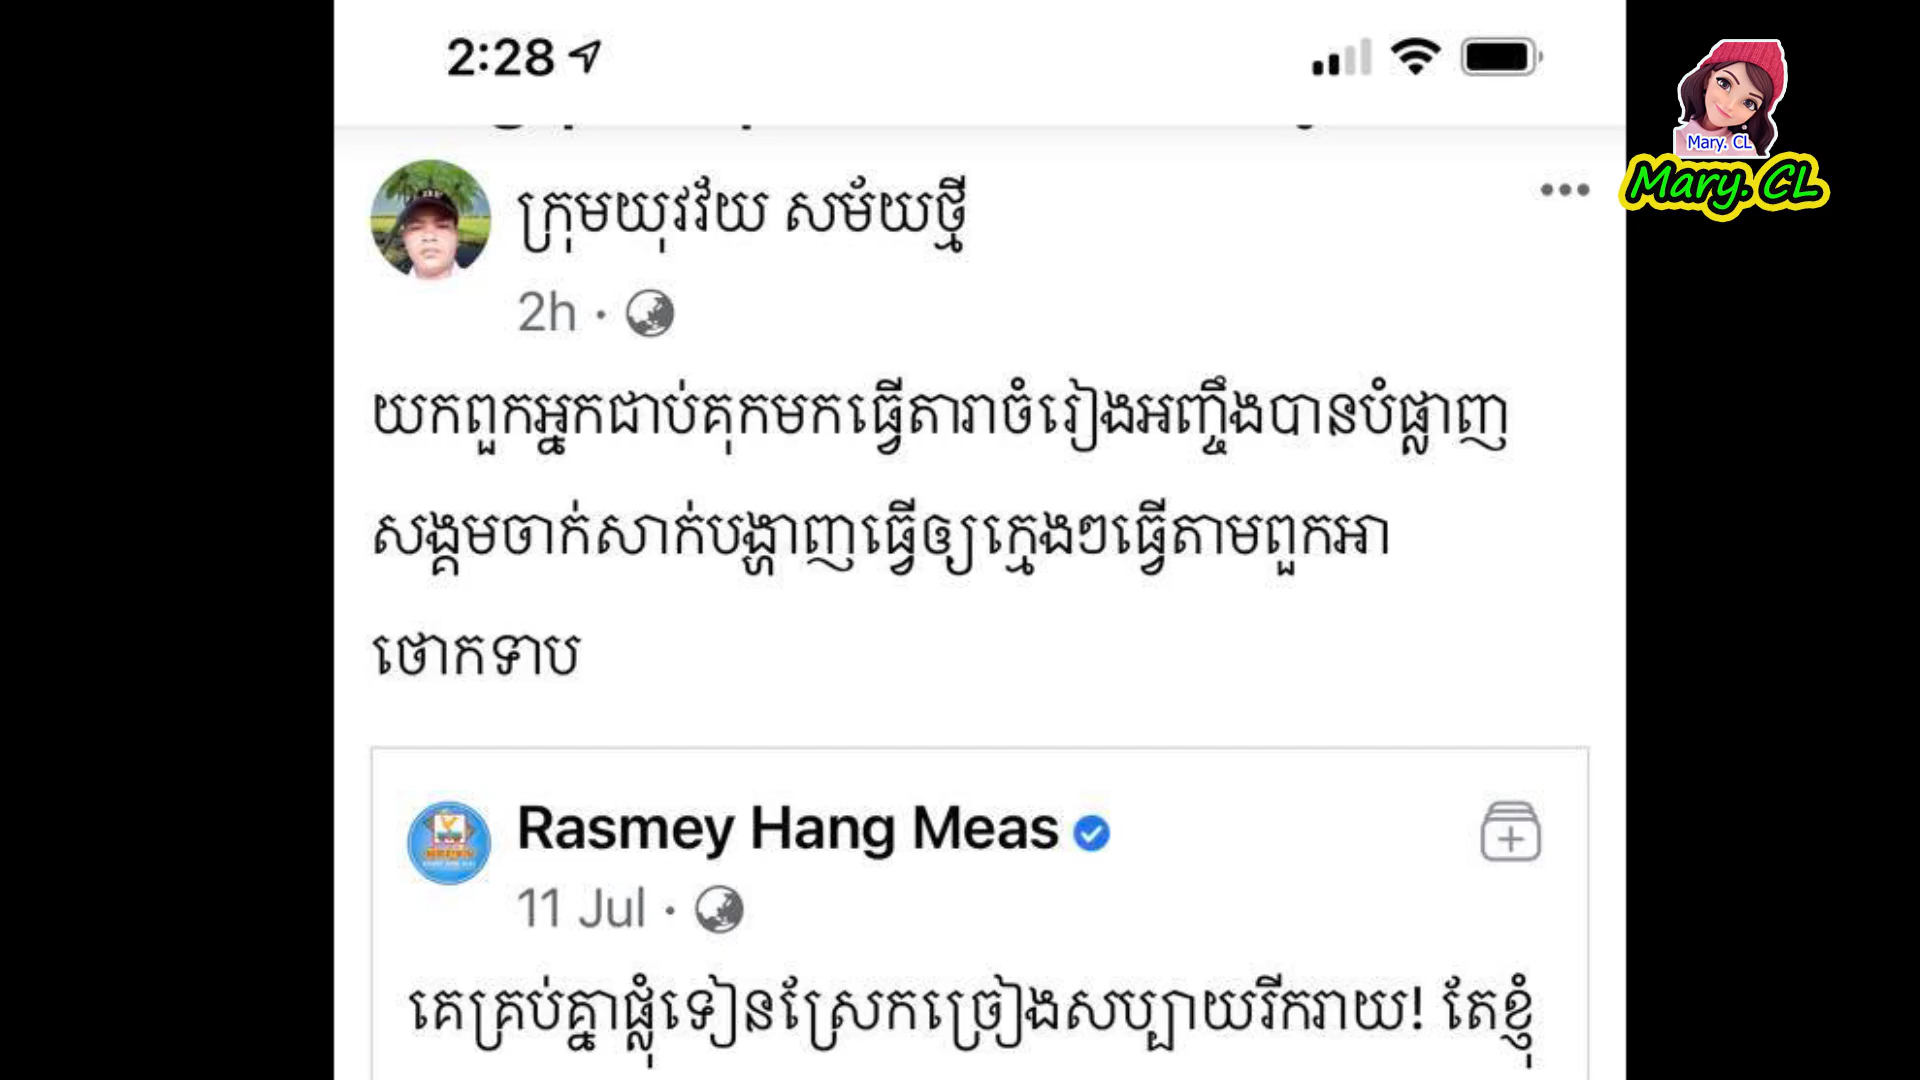 2:28
Mary. CL
Mary. CL
ក្រុមយុវវ័យ សម័យថ្មី
2h ·
យកពួកអ្នកជាប់គុកមកធ្វើតារាចំរៀងអញ្ចឹងបានបំផ្លាញ
សង្គមចាក់សាក់បង្ហាញធ្វើឲ្យក្មេងៗធ្វើតាមពួកអា
ថោកទាប
Rasmey Hang Meas
11 Jul ·
គេគ្រប់គ្នាផ្លុំទៀនស្រែកច្រៀងសប្បាយរីករាយ! តែខ្ញុំ